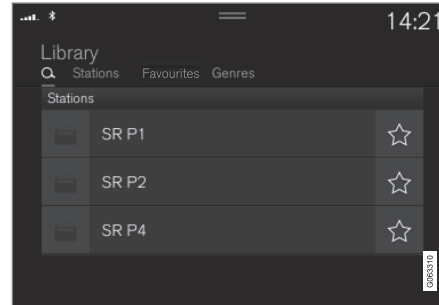 14:21
Library
Stations Favourites Genres
Stations
SR P1
SR P2
SR P4
G063310